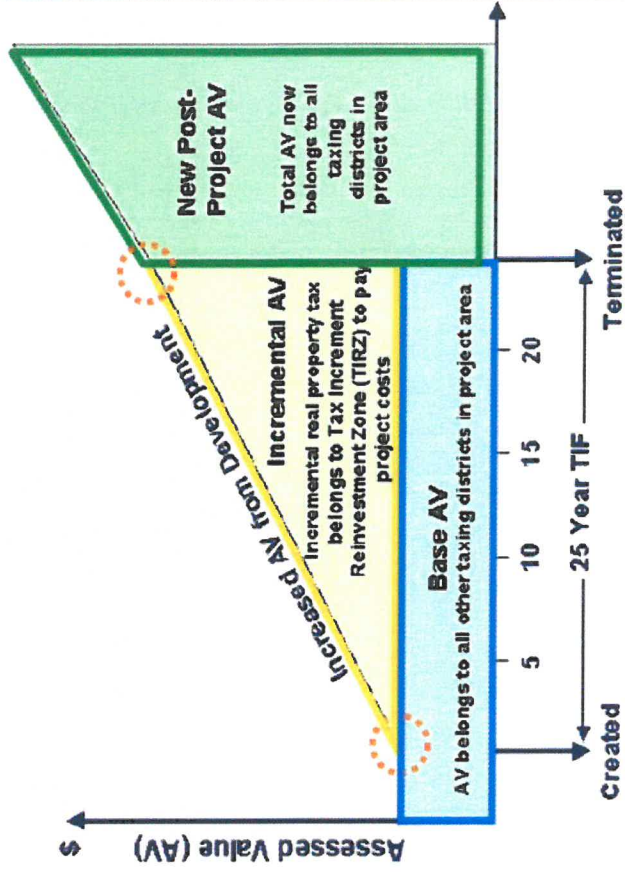 $
Assessed Value (AV)
Increased AV from Development
New Post-
Project AV
Total AV now
belongs to all
taxing
districts in
project area
Incremental AV
Incremental real property tax
belongs to Tax Increment
Reinvestment Zone (TIRZ) to pay
project costs
Base AV
AV belongs to all other taxing districts in project area
5
10
15
20
25 Year TIF
Created
Terminated